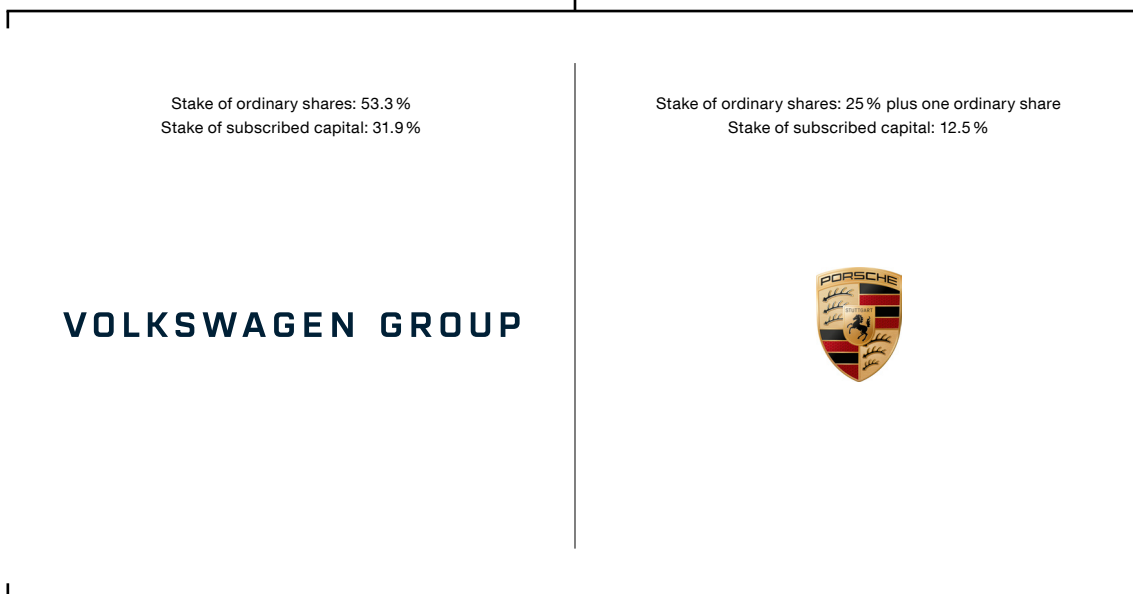 Stake of ordinary shares: 53.3 %
Stake of subscribed capital: 31.9 %
VOLKSWAGEN GROUP
Stake of ordinary shares: 25 % plus one ordinary share
Stake of subscribed capital: 12.5 %
PORSCHE
STUTTGART